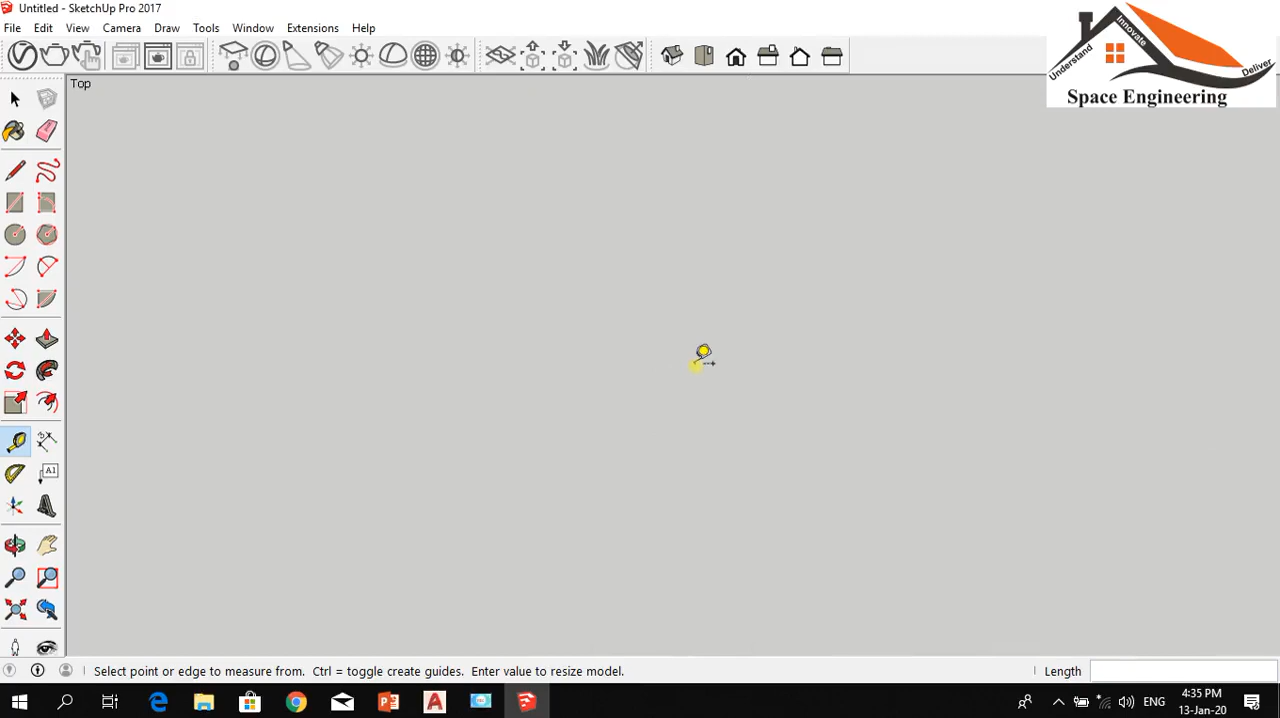 Untitled - SketchUp Pro 2017
File Edit View Camera Draw Tools Window Extensions Help
Top
Understand
Innovate
Deliver
Space Engineering
A1
Select point or edge to measure from. Ctrl = toggle create guides. Enter value to resize model.
Length
ENG
4:35 PM
13-Jan-20